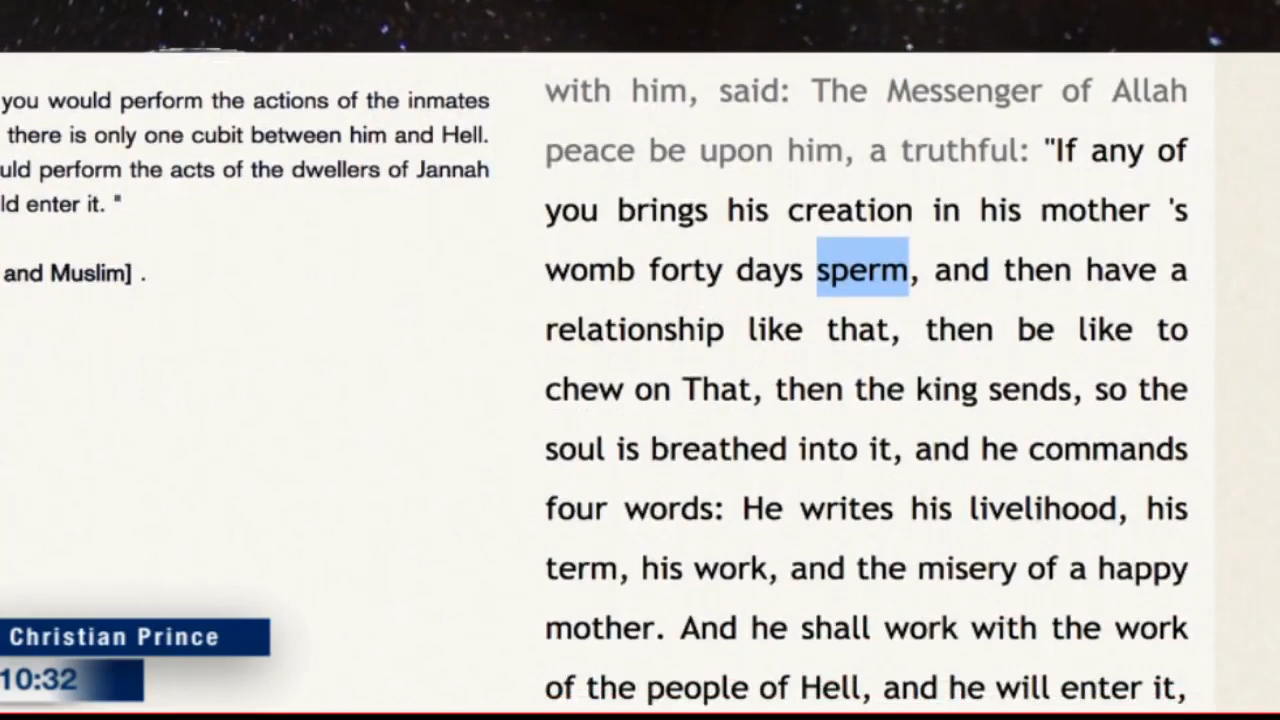 you would perform the actions of the inmates
there is only one cubit between him and Hell.
uld perform the acts of the dwellers of Jannah
ld enter it. "
and Muslim] .
with him, said: The Messenger of Allah
peace be upon him, a truthful: "If any of
you brings his creation in his mother 's
womb forty days sperm, and then have a
relationship like that, then be like to
chew on That, then the king sends, so the
soul is breathed into it, and he commands
four words: He writes his livelihood, his
term, his work, and the misery of a happy
mother. And he shall work with the work
of the people of Hell, and he will enter it,
Christian Prince
10:32